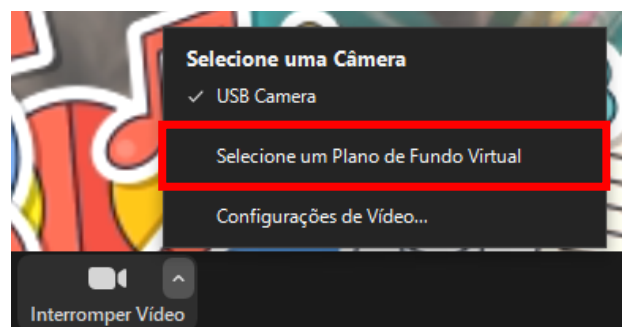 Selecione uma Câmera
USB Camera
Selecione um Plano de Fundo Virtual
Configurações de Vídeo...
Interromper Vídeo